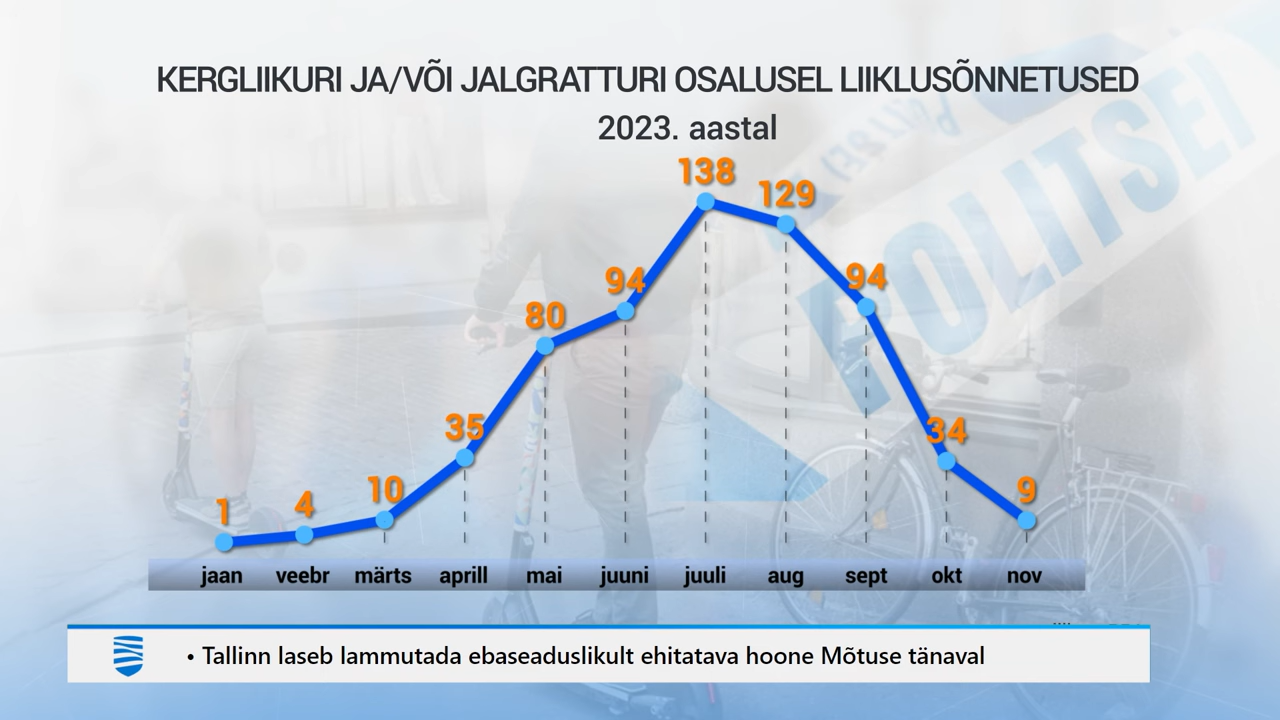 KERGLIIKURI JA/VÕI JALGRATTURI OSALUSEL LIIKLUSÕNNETUSED
2023. aastal
138
129
94
94
80
35
34
10
9
4
1
jaan veebr märts aprill mai juuni juuli aug sept okt nov
• Tallinn laseb lammutada ebaseaduslikult ehitatava hoone Mõtuse tänaval
POLITSEI